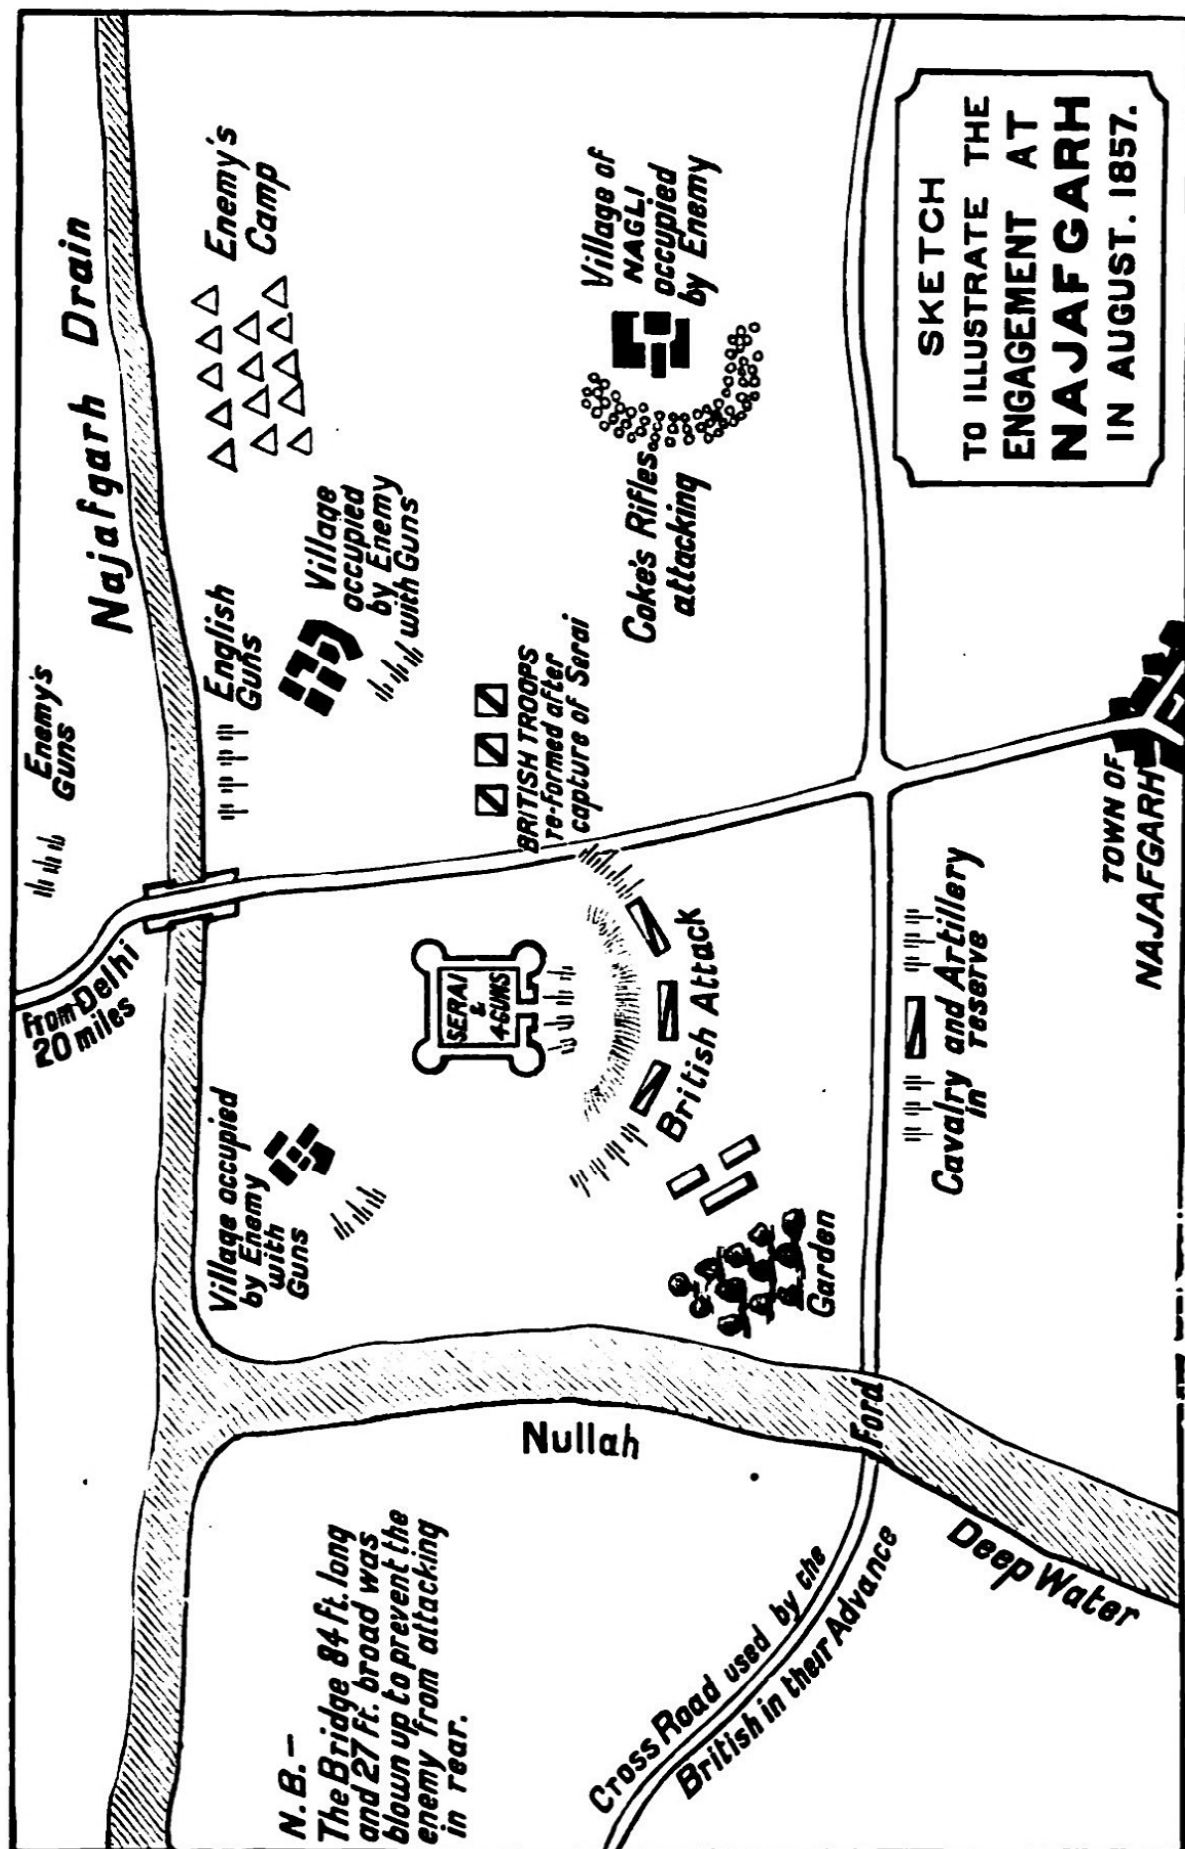 SKETCH
TO ILLUSTRATE THE
ENGAGEMENT AT
NAJAFGARH
IN AUGUST. 1857.
Najafgarh Drain
Enemy's
Camp
Village of
NAGLI
occupied
by Enemy
Coke's Rifles
attacking
Enemy's
Guns
English
Guns
Village
occupied
by Enemy
with Guns
BRITISH TROOPS
re-formed after
capture of Serai
From Delhi
20 miles
SERAI
&
4 GUNS
British Attack
TOWN OF
NAJAFGARH
Cavalry and Artillery
in reserve
Village occupied
by Enemy
with
Guns
Garden
Nullah
Ford
Deep Water
Cross Road used by the
British in their Advance
N.B.—
The Bridge 84 ft. long
and 27 ft. broad was
blown up to prevent the
enemy from attacking
in rear.